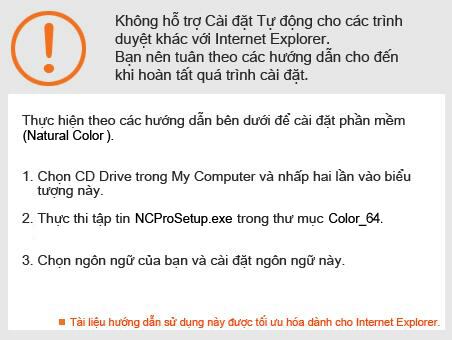 Không hỗ trợ Cài đặt Tự động cho các trình
duyệt khác với Internet Explorer.
Bạn nên tuân theo các hướng dẫn cho đến
khi hoàn tất quá trình cài đặt.
Thực hiện theo các hướng dẫn bên dưới để cài đặt phần mềm
(Natural Color ).
1. Chọn CD Drive trong My Computer và nhấp hai lần vào biểu
tượng này.
2. Thực thi tập tin NCProSetup.exe trong thư mục Color_64.
3. Chọn ngôn ngữ của bạn và cài đặt ngôn ngữ này.
Tài liệu hướng dẫn sử dụng này được tối ưu hóa dành cho Internet Explorer.